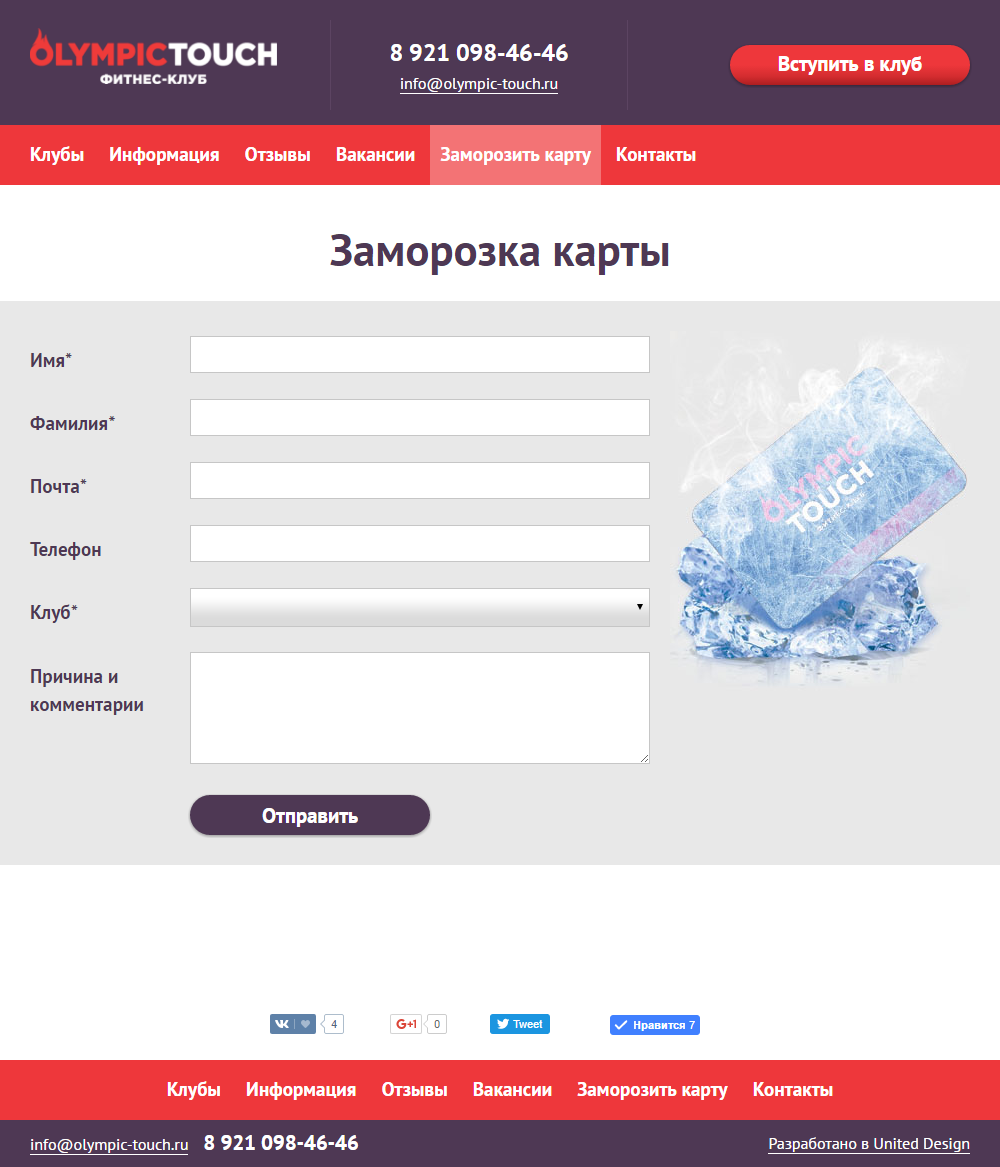 OLYMPICTOUCH
ФИТНЕС-КЛУБ
8 921 098-46-46
info@olympic-touch.ru
Вступить в клуб
Клубы Информация Отзывы Вакансии Заморозить карту Контакты
Заморозка карты
Имя*
Фамилия*
Почта*
Телефон
Клуб*
Причина и
комментарии
OLYMPIC
TOUCH
Отправить
4 G+1 0 Tweet Нравится 7
Клубы Информация Отзывы Вакансии Заморозить карту Контакты
info@olympic-touch.ru 8 921 098-46-46 Разработано в United Design